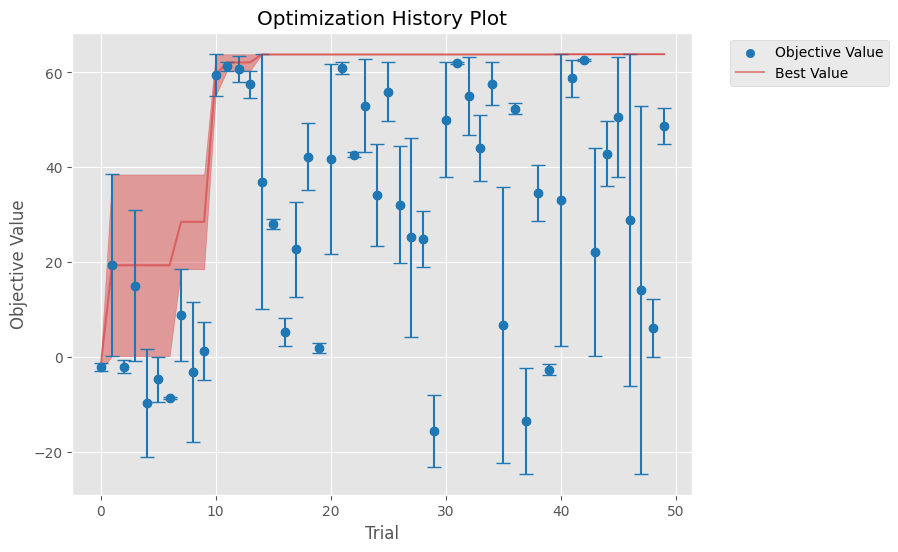 Optimization History Plot
Objective Value
Best Value
60
40
20
0
−20
Objective Value
0 10 20 30 40 50
Trial